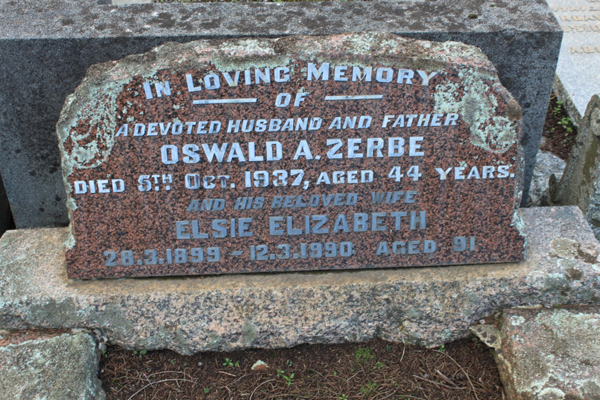 IN LOVING MEMORY
OF
A DEVOTED HUSBAND AND FATHER
OSWALD A. ZERBE
DIED 5TH OCT. 1937, AGED 44 YEARS.
AND HIS BELOVED WIFE
ELSIE ELIZABETH
28.3.1899 - 12.3.1990 AGED 91